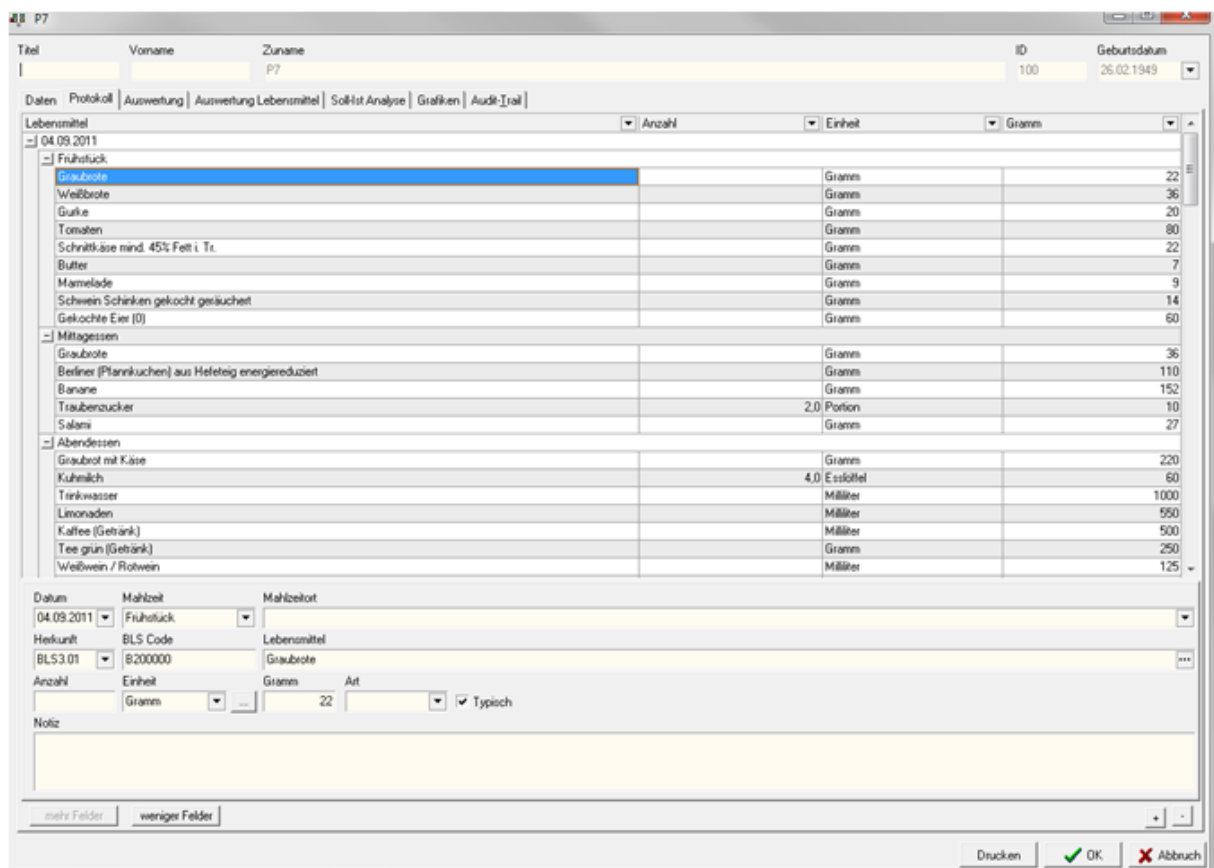 P7
Titel Vorname Zuname ID Geburtsdatum
P7 100 26.02.1949
Daten Protokoll Auswertung Auswertung Lebensmittel Soll-Ist Analyse Grafiken Audit-Trail
Lebensmittel Anzahl Einheit Gramm
04.09.2011
Frühstück
Graubrote Gramm 22
Weißbrote Gramm 36
Gurke Gramm 20
Tomaten Gramm 80
Schnittkäse mind. 45% Fett i. Tr. Gramm 22
Butter Gramm 7
Marmelade Gramm 9
Schwein Schinken gekocht geräuchert Gramm 14
Gekochte Eier (0) Gramm 60
Mittagessen
Graubrote Gramm 36
Berliner (Pfannkuchen) aus Hefeteig energiereduziert Gramm 110
Banane Gramm 152
Traubenzucker 2,0 Portion 10
Salami Gramm 27
Abendessen
Graubrot mit Käse Gramm 220
Kuhmilch 4,0 Esslöffel 60
Trinkwasser Milliliter 1000
Limonaden Milliliter 550
Kaffee (Getränk) Milliliter 500
Tee grün (Getränk) Gramm 250
Weißwein / Rotwein Milliliter 125
Datum Mahlzeit Mahlzeitort
04.09.2011 Frühstück
Herkunft BLS Code Lebensmittel
BLS3.01 B200000 Graubrote ...
Anzahl Einheit Gramm Art
Gramm ... 22 Typisch
Notiz
mehr Felder weniger Felder + -
Drucken OK Abbruch